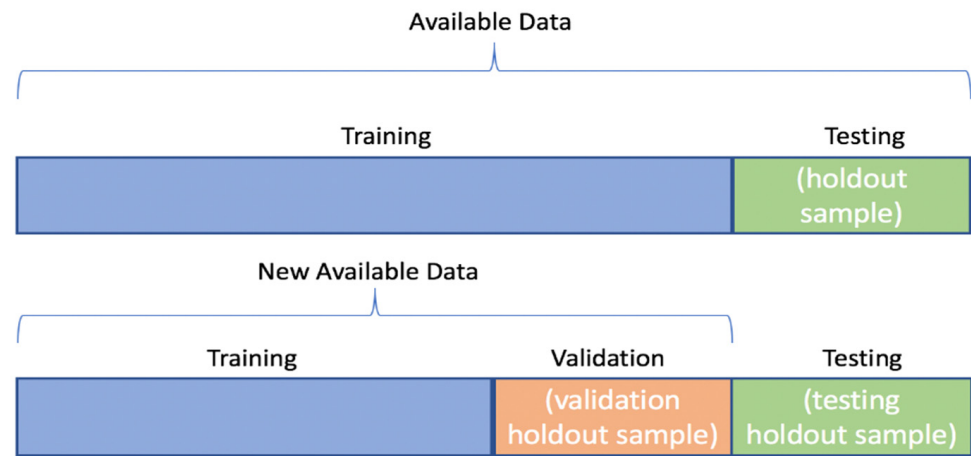 Available Data
Training
Testing
(holdout
sample)
New Available Data
Training
Validation
Testing
(validation
holdout sample)
(testing
holdout sample)